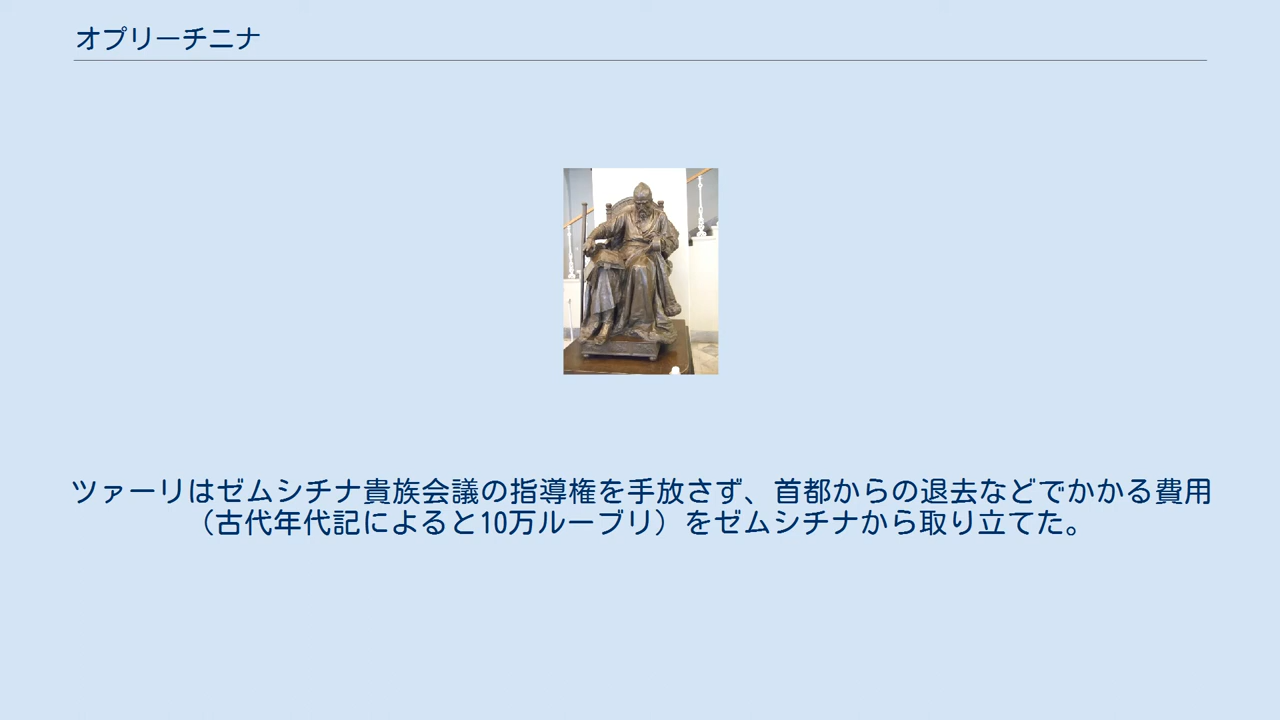 オプリーチニナ
ツァーリはゼムシチナ貴族会議の指導権を手放さず、首都からの退去などでかかる費用
（古代年代記によると10万ルーブリ）をゼムシチナから取り立てた。